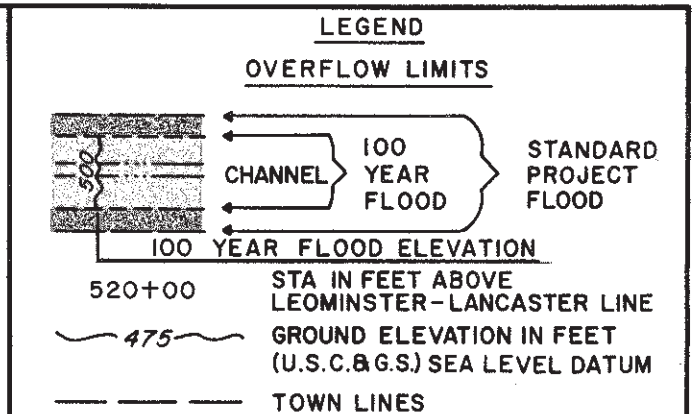 LEGEND
OVERFLOW LIMITS
500
CHANNEL
100
YEAR
FLOOD
STANDARD
PROJECT
FLOOD
100 YEAR FLOOD ELEVATION
520+00 STA IN FEET ABOVE
LEOMINSTER-LANCASTER LINE
475 GROUND ELEVATION IN FEET
(U.S.C.&G.S.) SEA LEVEL DATUM
TOWN LINES